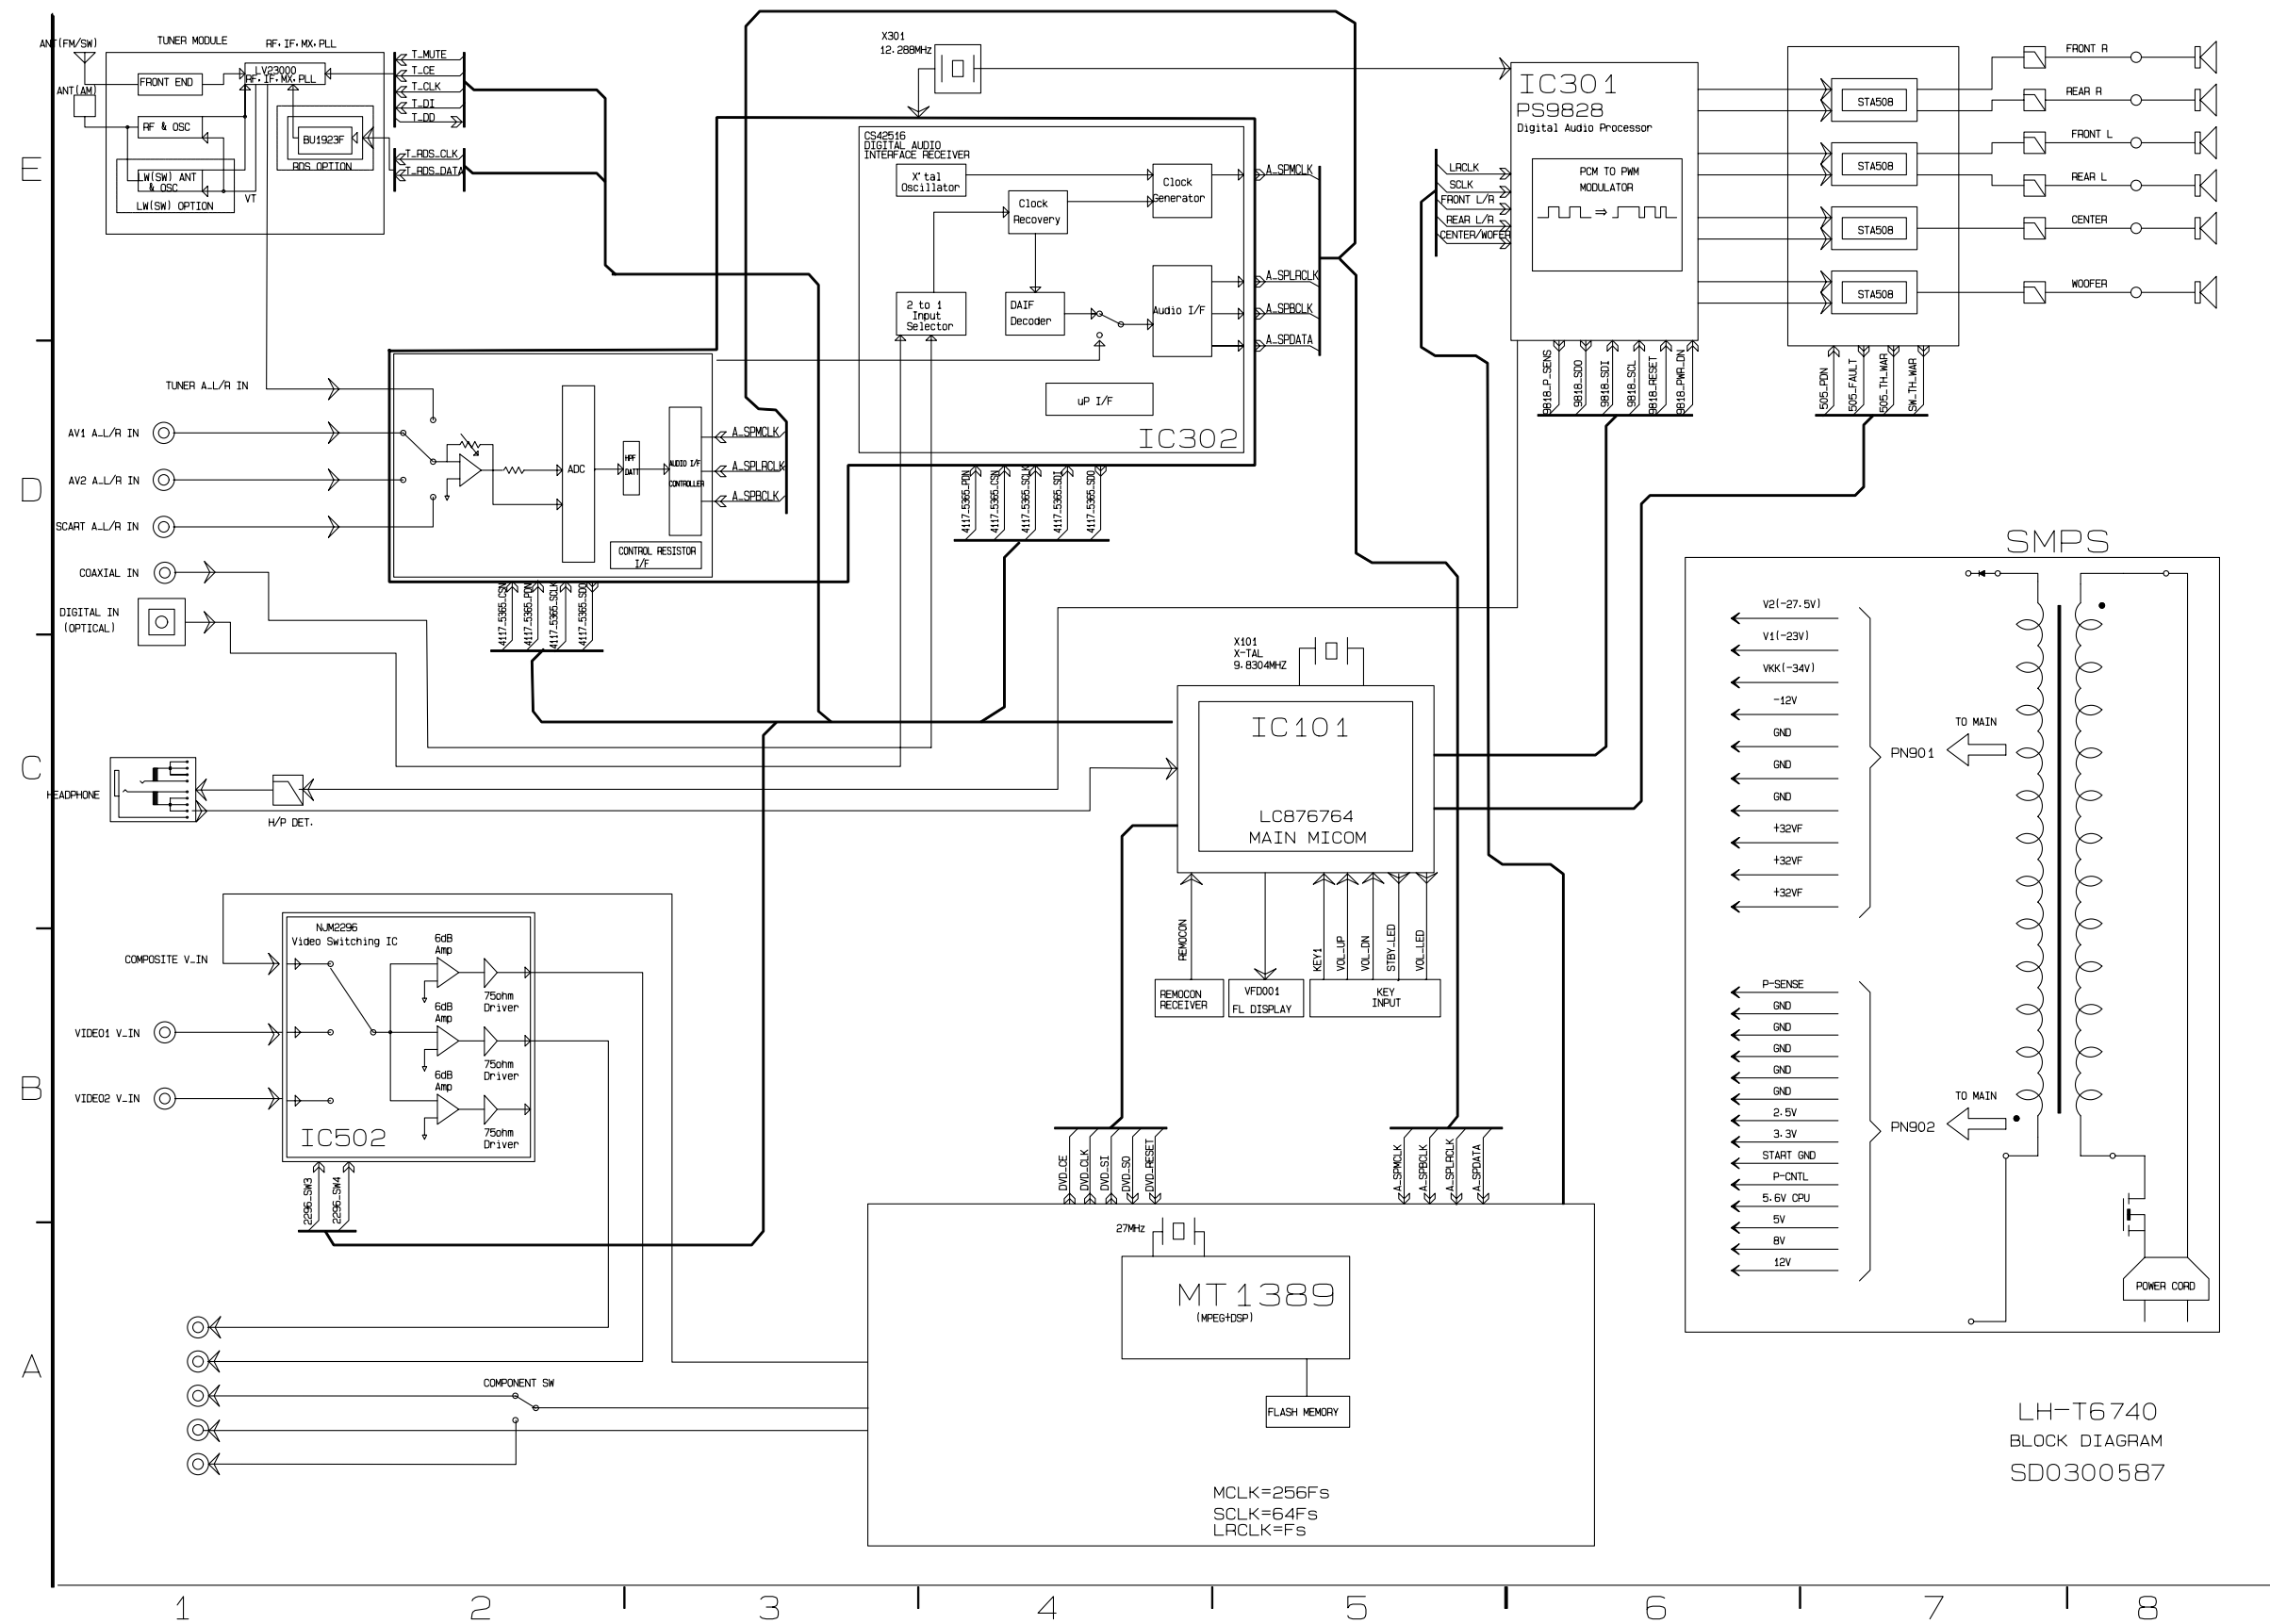 E
D
C
B
A
1
2
3
4
5
6
7
8
ANT(FM/SW)
ANT(AM)
TUNER MODULE
RF.IF.MX.PLL
LV23000
RF.IF.MX.PLL
FRONT END
RF & OSC
LW(SW) ANT
& OSC
LW(SW) OPTION
VT
BU1923F
RDS OPTION
T_MUTE
T_CE
T_CLK
T_DI
T_DO
T_RDS_CLK
T_RDS_DATA
X301
12.288MHz
CS42516
DIGITAL AUDIO
INTERFACE RECEIVER
X'tal
Oscillator
Clock
Recovery
Clock
Generator
2 to 1
Input
Selector
DAIF
Decoder
Audio I/F
uP I/F
IC302
A_SPMCLK
A_SPLRCLK
A_SPBCLK
A_SPDATA
IC301
PS9828
Digital Audio Processor
PCM TO PWM
MODULATOR
LRCLK
SCLK
FRONT L/R
REAR L/R
CENTER/WOFER
STA508
STA508
STA508
STA508
FRONT R
REAR R
FRONT L
REAR L
CENTER
WOOFER
9818_P_SENS
9818_SDO
9818_SDI
9818_SCL
9818_RESET
9818_PWR_DN
505_PDN
505_FAULT
505_TH_WAR
SW_TH_WAR
TUNER A_L/R IN
AV1 A_L/R IN
AV2 A_L/R IN
SCART A_L/R IN
COAXIAL IN
DIGITAL IN
(OPTICAL)
ADC
HPF
DATT
AUDIO I/F
CONTROLLER
CONTROL RESISTOR
I/F
A_SPMCLK
A_SPLRCLK
A_SPBCLK
4117_5365_CSN
4117_5365_PDN
4117_5365_SCLK
4117_5365_SDO
4117_5365_PDN
4117_5365_CSN
4117_5365_SCLK
4117_5365_SDI
4117_5365_SDO
HEADPHONE
H/P DET.
X101
X-TAL
9.8304MHZ
IC101
LC876764
MAIN MICOM
REMOCON
KEY1
VOL_UP
VOL_DN
STBY_LED
VOL_LED
REMOCON
RECEIVER
VFD001
FL DISPLAY
KEY
INPUT
SMPS
V2(-27.5V)
V1(-23V)
VKK(-34V)
-12V
GND
GND
GND
+32VF
+32VF
+32VF
PN901
TO MAIN
P-SENSE
GND
GND
GND
GND
GND
2.5V
3.3V
START GND
P-CNTL
5.6V CPU
5V
8V
12V
PN902
TO MAIN
POWER CORD
NJM2296
Video Switching IC
COMPOSITE V_IN
VIDEO1 V_IN
VIDEO2 V_IN
6dB
Amp
75ohm
Driver
6dB
Amp
75ohm
Driver
6dB
Amp
75ohm
Driver
IC502
2296_SW3
2296_SW4
DVD_CE
DVD_CLK
DVD_SI
DVD_SO
DVD_RESET
A_SPMCLK
A_SPBCLK
A_SPLRCLK
A_SPDATA
27MHz
MT1389
(MPEG+DSP)
FLASH MEMORY
COMPONENT SW
MCLK=256Fs
SCLK=64Fs
LRCLK=Fs
LH-T6740
BLOCK DIAGRAM
SD0300587